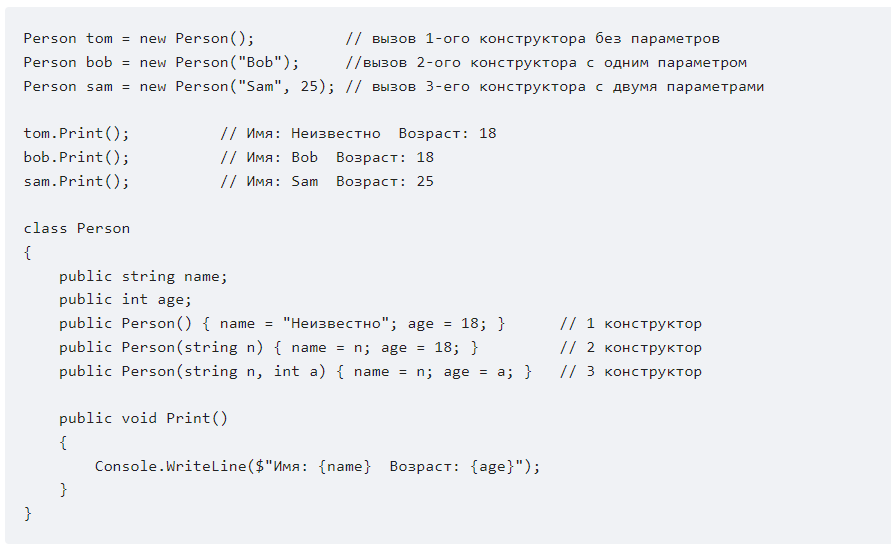 Person tom = new Person();          // вызов 1-ого конструктора без параметров
Person bob = new Person("Bob");     //вызов 2-ого конструктора с одним параметром
Person sam = new Person("Sam", 25); // вызов 3-его конструктора с двумя параметрами

tom.Print();          // Имя: Неизвестно  Возраст: 18
bob.Print();          // Имя: Bob  Возраст: 18
sam.Print();          // Имя: Sam  Возраст: 25

class Person
{
    public string name;
    public int age;
    public Person() { name = "Неизвестно"; age = 18; }      // 1 конструктор
    public Person(string n) { name = n; age = 18; }         // 2 конструктор
    public Person(string n, int a) { name = n; age = a; }   // 3 конструктор

    public void Print()
    {
        Console.WriteLine($"Имя: {name}  Возраст: {age}");
    }
}